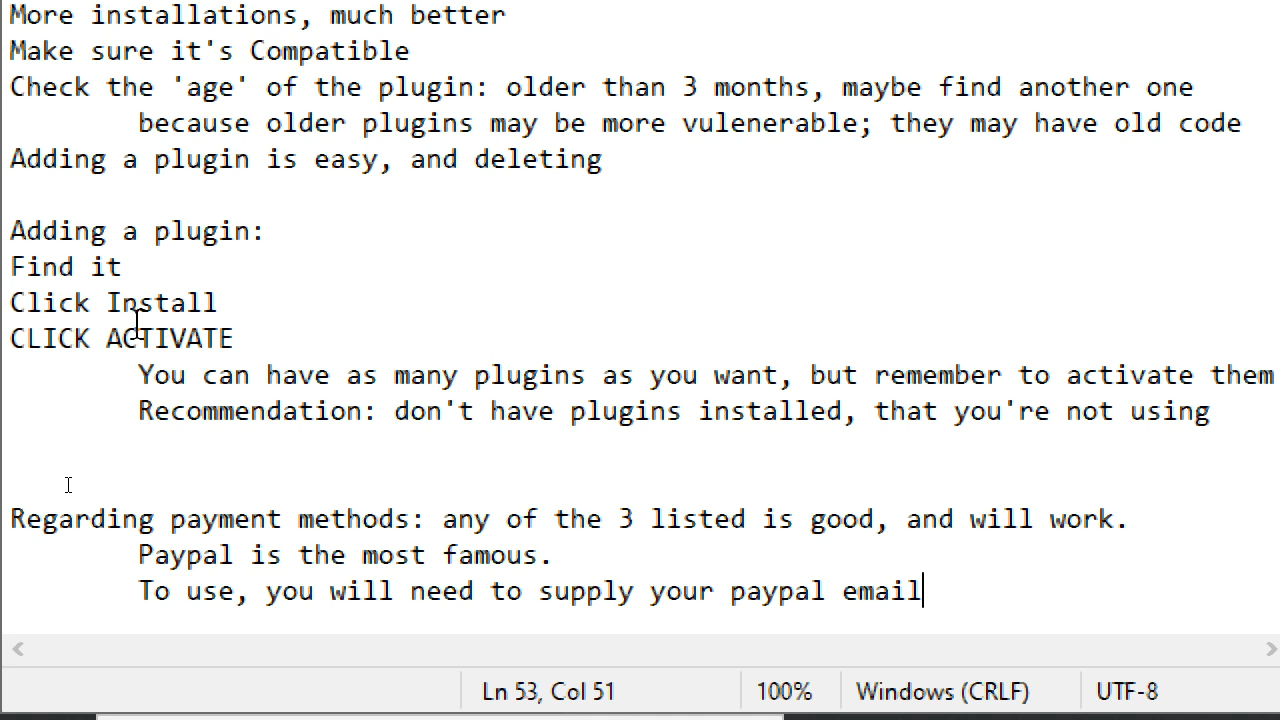 More installations, much better
Make sure it's Compatible
Check the 'age' of the plugin: older than 3 months, maybe find another one
because older plugins may be more vulenerable; they may have old code
Adding a plugin is easy, and deleting
Adding a plugin:
Find it
Click Install
CLICK ACTIVATE
You can have as many plugins as you want, but remember to activate them
Recommendation: don't have plugins installed, that you're not using
Regarding payment methods: any of the 3 listed is good, and will work.
Paypal is the most famous.
To use, you will need to supply your paypal email
Ln 53, Col 51 100% Windows (CRLF) UTF-8